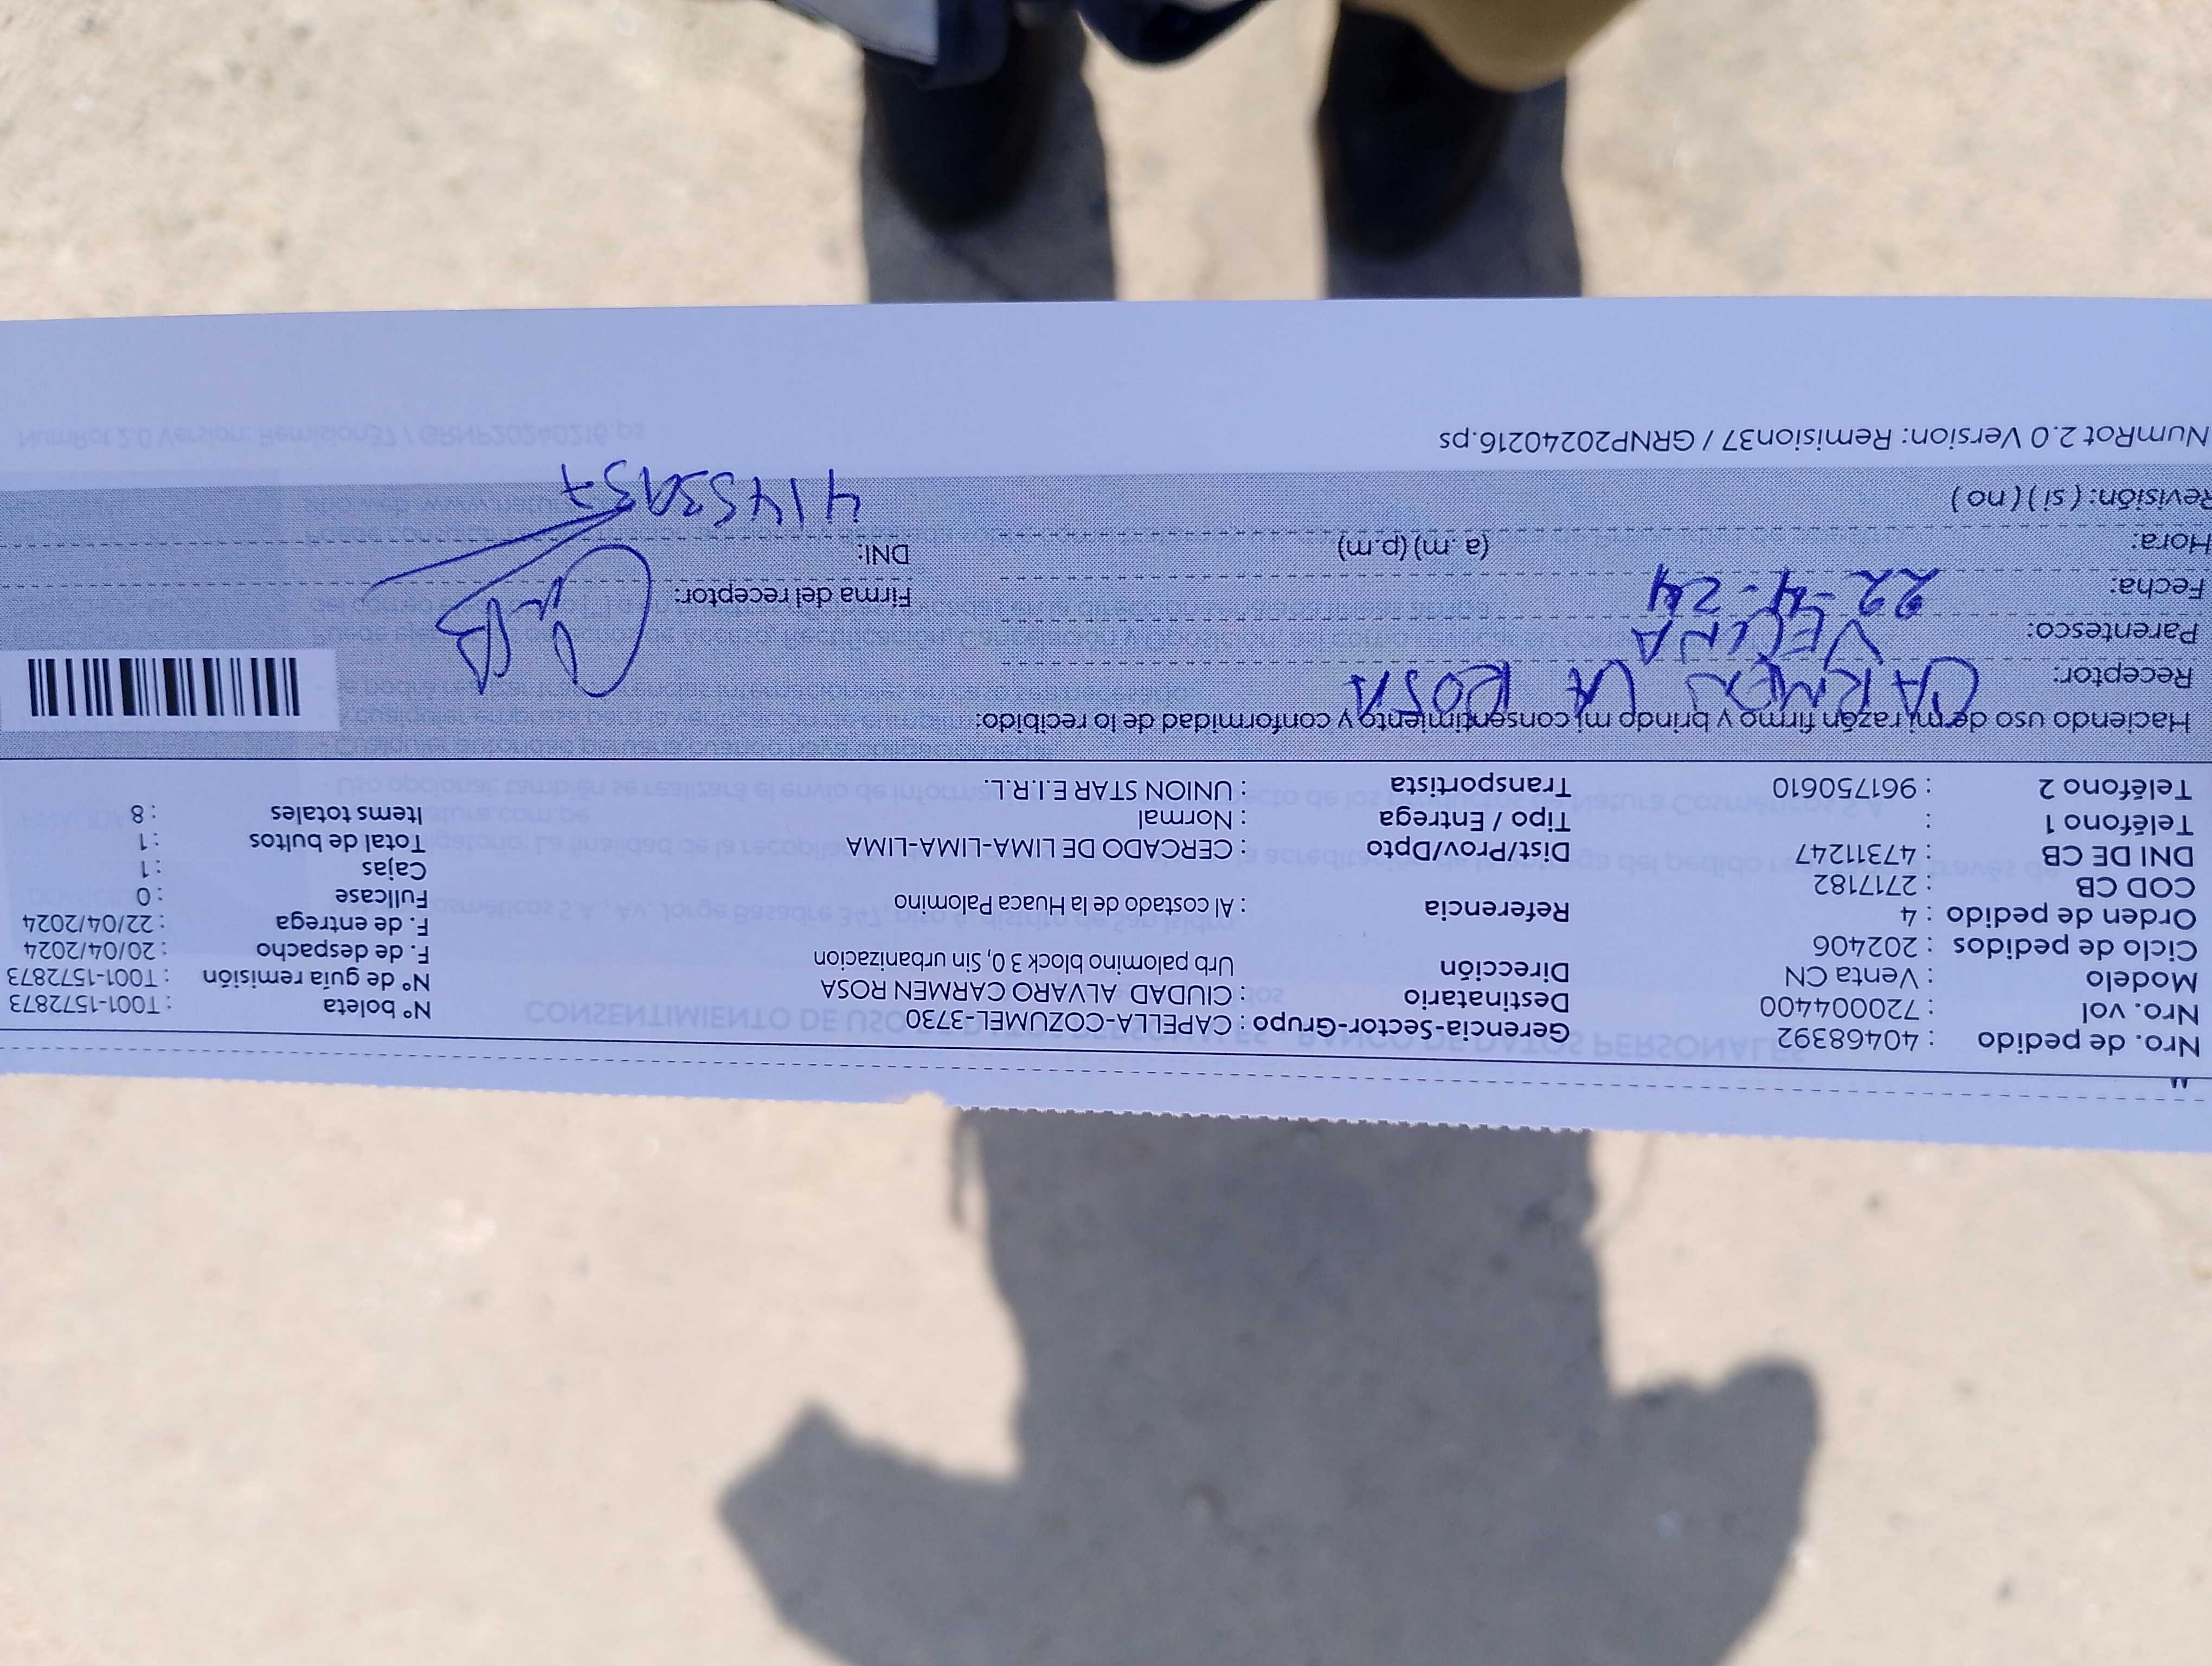 Nro. de pedido : 40468392
Nro. vol : 720004400
Modelo : Venta CN
Ciclo de pedidos : 202406
Orden de pedido : 4
COD CB : 2717182
DNI DE CB : 47311247
Teléfono 1 :
Teléfono 2 : 961750610
Gerencia-Sector-Grupo : CAPELLA-COZUMEL-3730
Destinatario : CIUDAD ALVARO CARMEN ROSA
Dirección Urb palomino block 3 0, Sin urbanizacion
Referencia : Al costado de la Huaca Palomino
Dist/Prov/Dpto : CERCADO DE LIMA-LIMA-LIMA
Tipo / Entrega : Normal
Transportista : UNION STAR E.I.R.L.
N° boleta : T001-1572873
N° de guía remisión : T001-1572873
F. de despacho : 20/04/2024
F. de entrega : 22/04/2024
Fullcase : 0
Cajas : 1
Total de bultos : 1
Items totales : 8
Haciendo uso de mi razón firmo y brindo mi consentimiento y conformidad de lo recibido:
Receptor: CARMEN LA ROSA
Parentesco: VECINA
Fecha: 22-4-24
Hora: (a. m) (p.m)
Revisión: ( si ) ( no )
Firma del receptor:
DNI:
NumRot 2.0 Version: Remision37 / GRNP20240216.ps